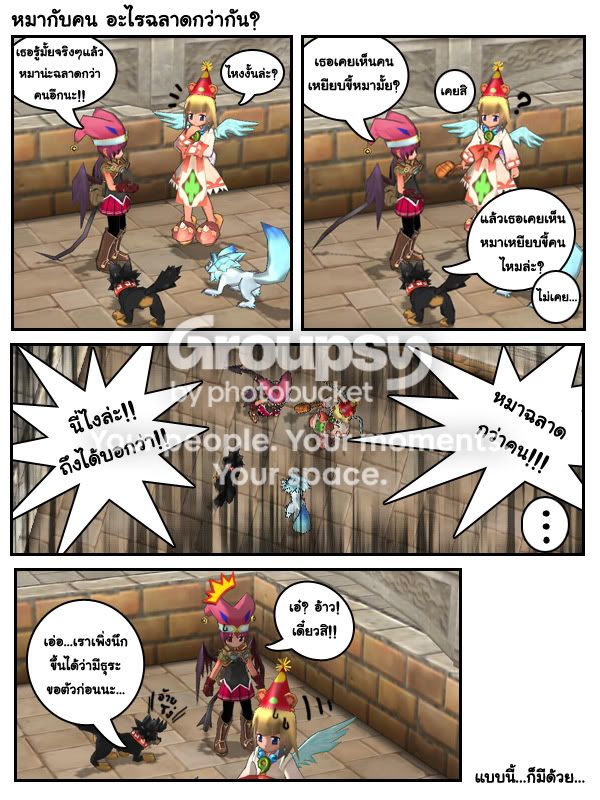 หมากับคน อะไรฉลาดกว่ากัน?
เธอรู้มั้ยจริงๆแล้ว
หมาน่ะฉลาดกว่า
คนอีกนะ!!
ไหงงั้นล่ะ?
เธอเคยเห็นคน
เหยียบขี้หมามั้ย?
เคยสิ
?
แล้วเธอเคยเห็น
หมาเหยียบขี้คน
ไหมล่ะ?
ไม่เคย...
นี่ไงล่ะ!!
ถึงได้บอกว่า!!
หมาฉลาด
กว่าคน!!!
...
Groupsy
by photobucket
Your people. Your moments.
Your space.
เอ่อ...เราเพิ่งนึก
ขึ้นได้ว่ามีธุระ
ขอตัวก่อนนะ...
เอ๋? อ้าว!
เดี๋ยวสิ!!
แบบนี้...ก็มีด้วย...